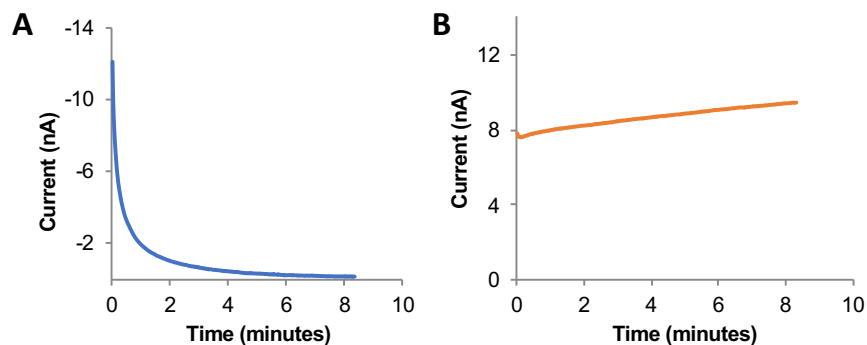 A
-14
-10
-6
-2
Current (nA)
0 2 4 6 8 10
Time (minutes)
B
12
8
4
0
Current (nA)
0 2 4 6 8 10
Time (minutes)